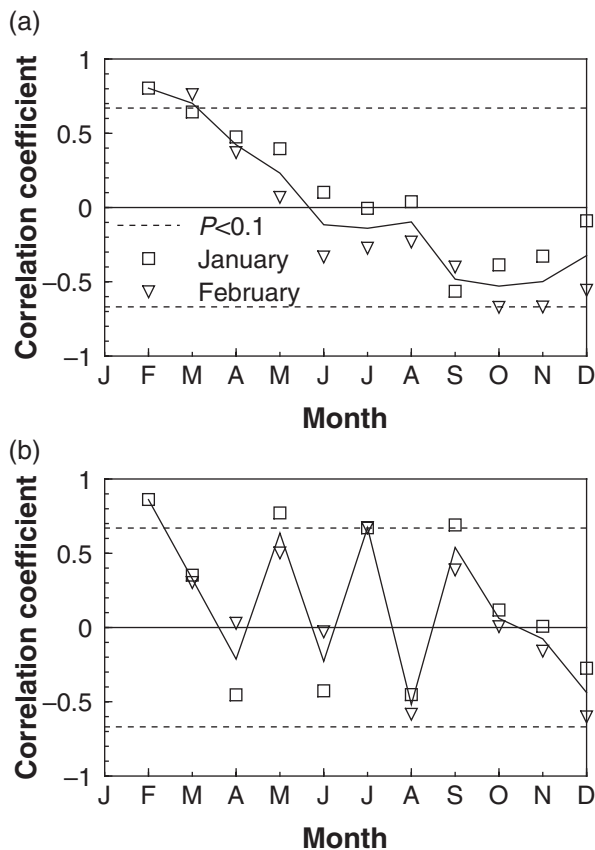 (a)
Correlation coefficient
1
0.5
0
−0.5
−1
P<0.1
January
February
J F M A M J J A S O N D
Month
(b)
Correlation coefficient
1
0.5
0
−0.5
−1
J F M A M J J A S O N D
Month